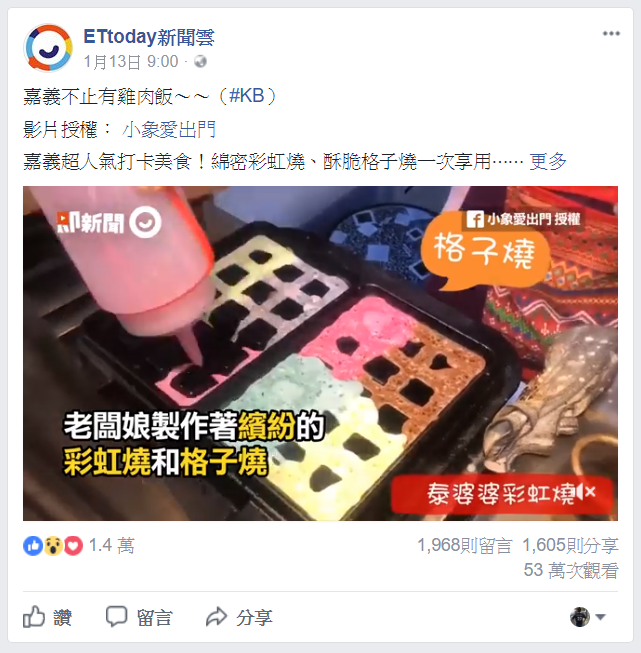 ETtoday新聞雲
1月13日 9:00 ·
嘉義不止有雞肉飯～～（#KB）
影片授權： 小象愛出門
嘉義超人氣打卡美食！綿密彩虹燒、酥脆格子燒一次享用⋯⋯ 更多
即新聞
小象愛出門 授權
格子燒
老闆娘製作著繽紛的
彩虹燒和格子燒
泰婆婆彩虹燒
1.4 萬
1,968則留言 1,605則分享
53 萬次觀看
讚 留言 分享